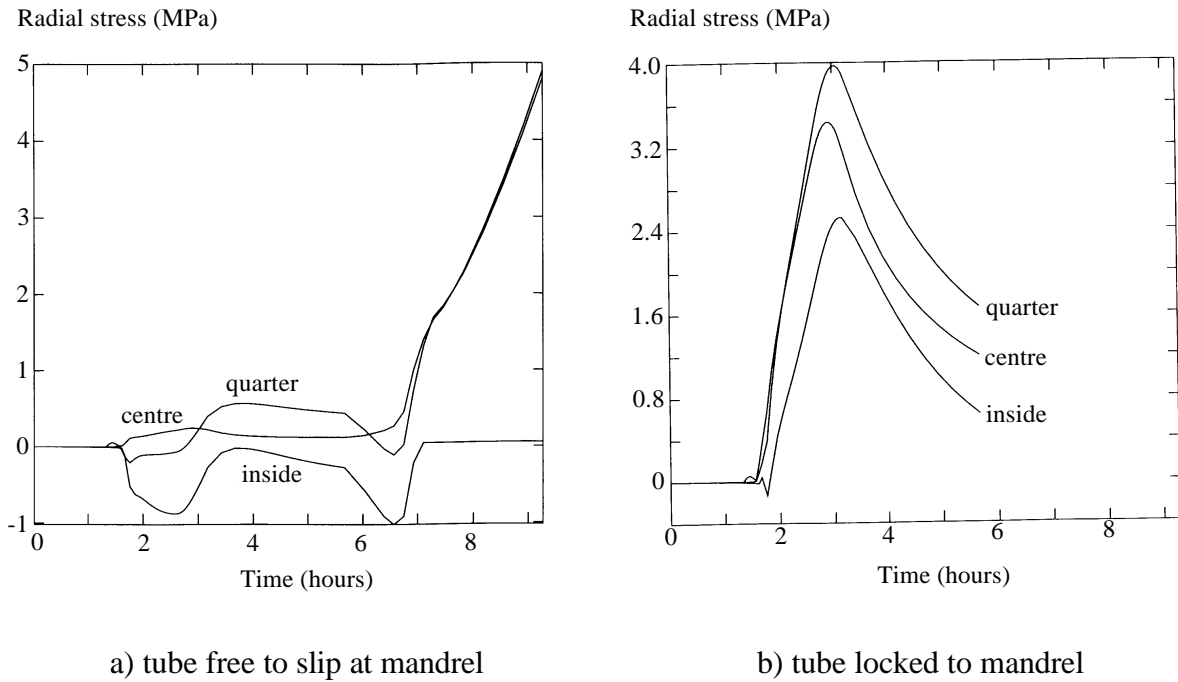 Radial stress (MPa)
5
4
3
2
1
0
-1
quarter
centre
inside
0 2 4 6 8
Time (hours)
a) tube free to slip at mandrel
Radial stress (MPa)
4.0
3.2
2.4
1.6
0.8
0
quarter
centre
inside
0 2 4 6 8
Time (hours)
b) tube locked to mandrel